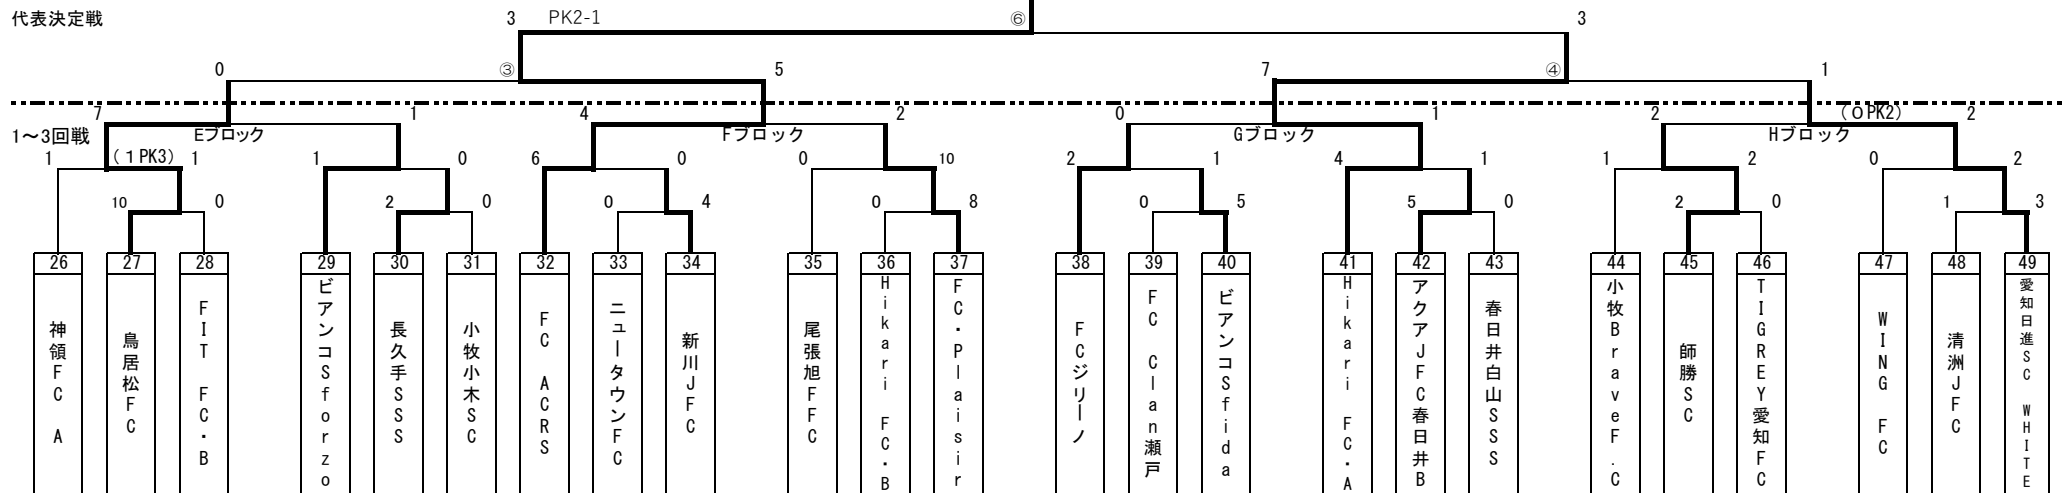 代表決定戦 3 PK2-1 ⑥ 3
0 ③ 5 7 ④ 1
7 1 4 2 0 1 2 (0PK2) 2
1〜3回戦 Eブロック Fブロック Gブロック Hブロック
1 (1PK3) 1 1 0 6 0 0 10 2 1 4 1 1 2 0 2
10 0 2 0 0 4 0 8 0 5 5 0 2 0 1 3
26 27 28 29 30 31 32 33 34 35 36 37 38 39 40 41 42 43 44 45 46 47 48 49
神領FC A
鳥居松FC
FIT FC・B
ビアンコSforzo
長久手SSS
小牧小木SC
FC ACRS
ニュータウンFC
新川JFC
尾張旭FFC
Hikari FC・B
FC・Plaisir
FCジリーノ
FC Clan瀬戸
ビアンコSfida
Hikari FC・A
アクアJFC春日井B
春日井白山SSS
小牧BraveF.C
師勝SC
TIGREY愛知FC
WING FC
清洲JFC
愛知日進SC WHITE